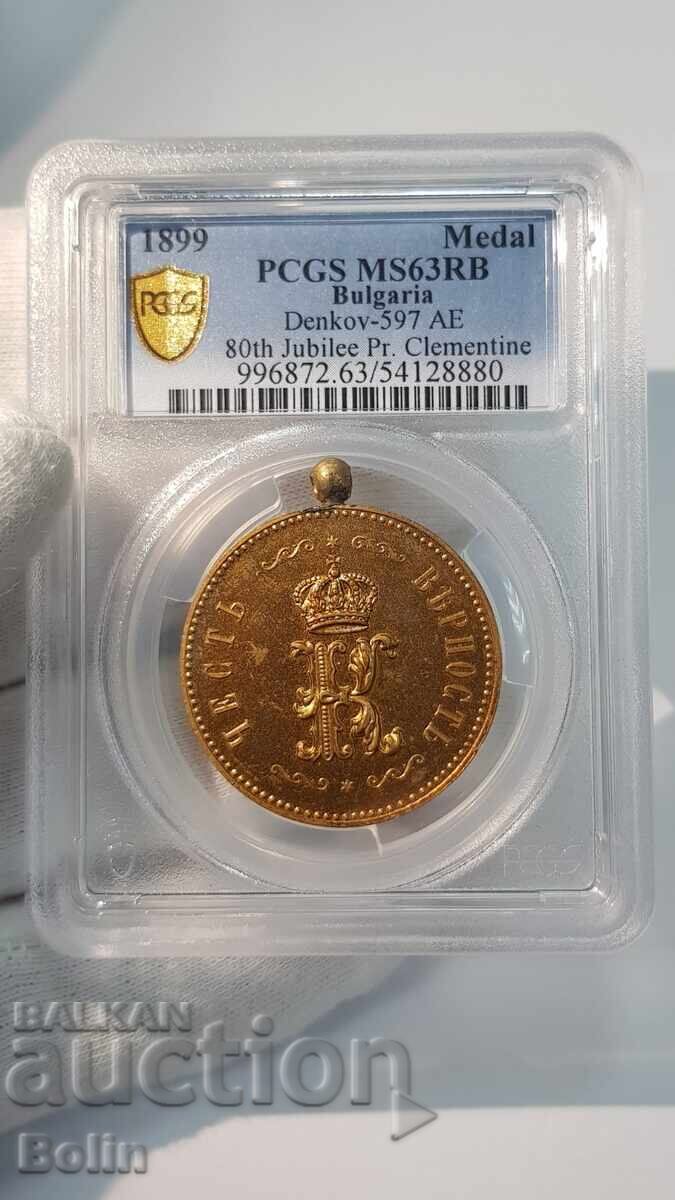 1899 Medal
PCGS PCGS MS63RB
Bulgaria
Denkov-597 AE
80th Jubilee Pr. Clementine
996872.63/54128880
ЧЕСТЬ ВѢРНОСТЬ
К
PCGS
BALKAN
auction
Bolin